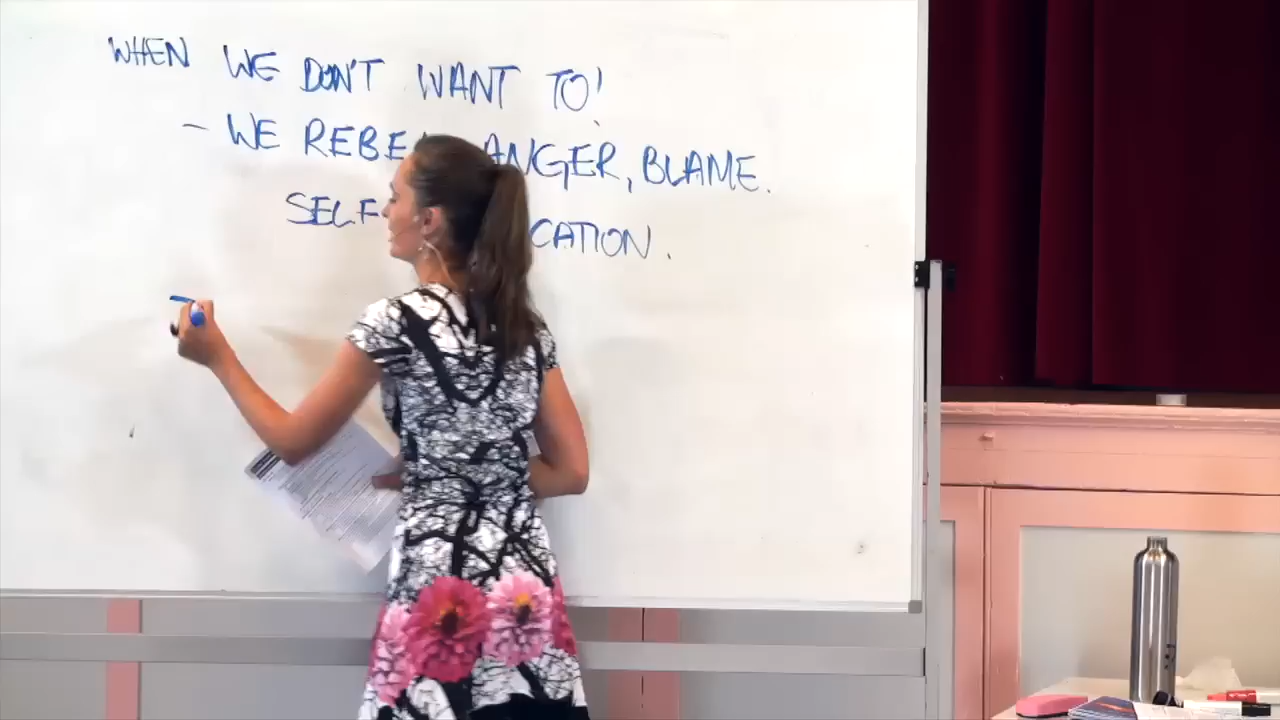 WHEN WE DON'T WANT TO!
- WE REBE ANGER, BLAME.
SELF CATION.